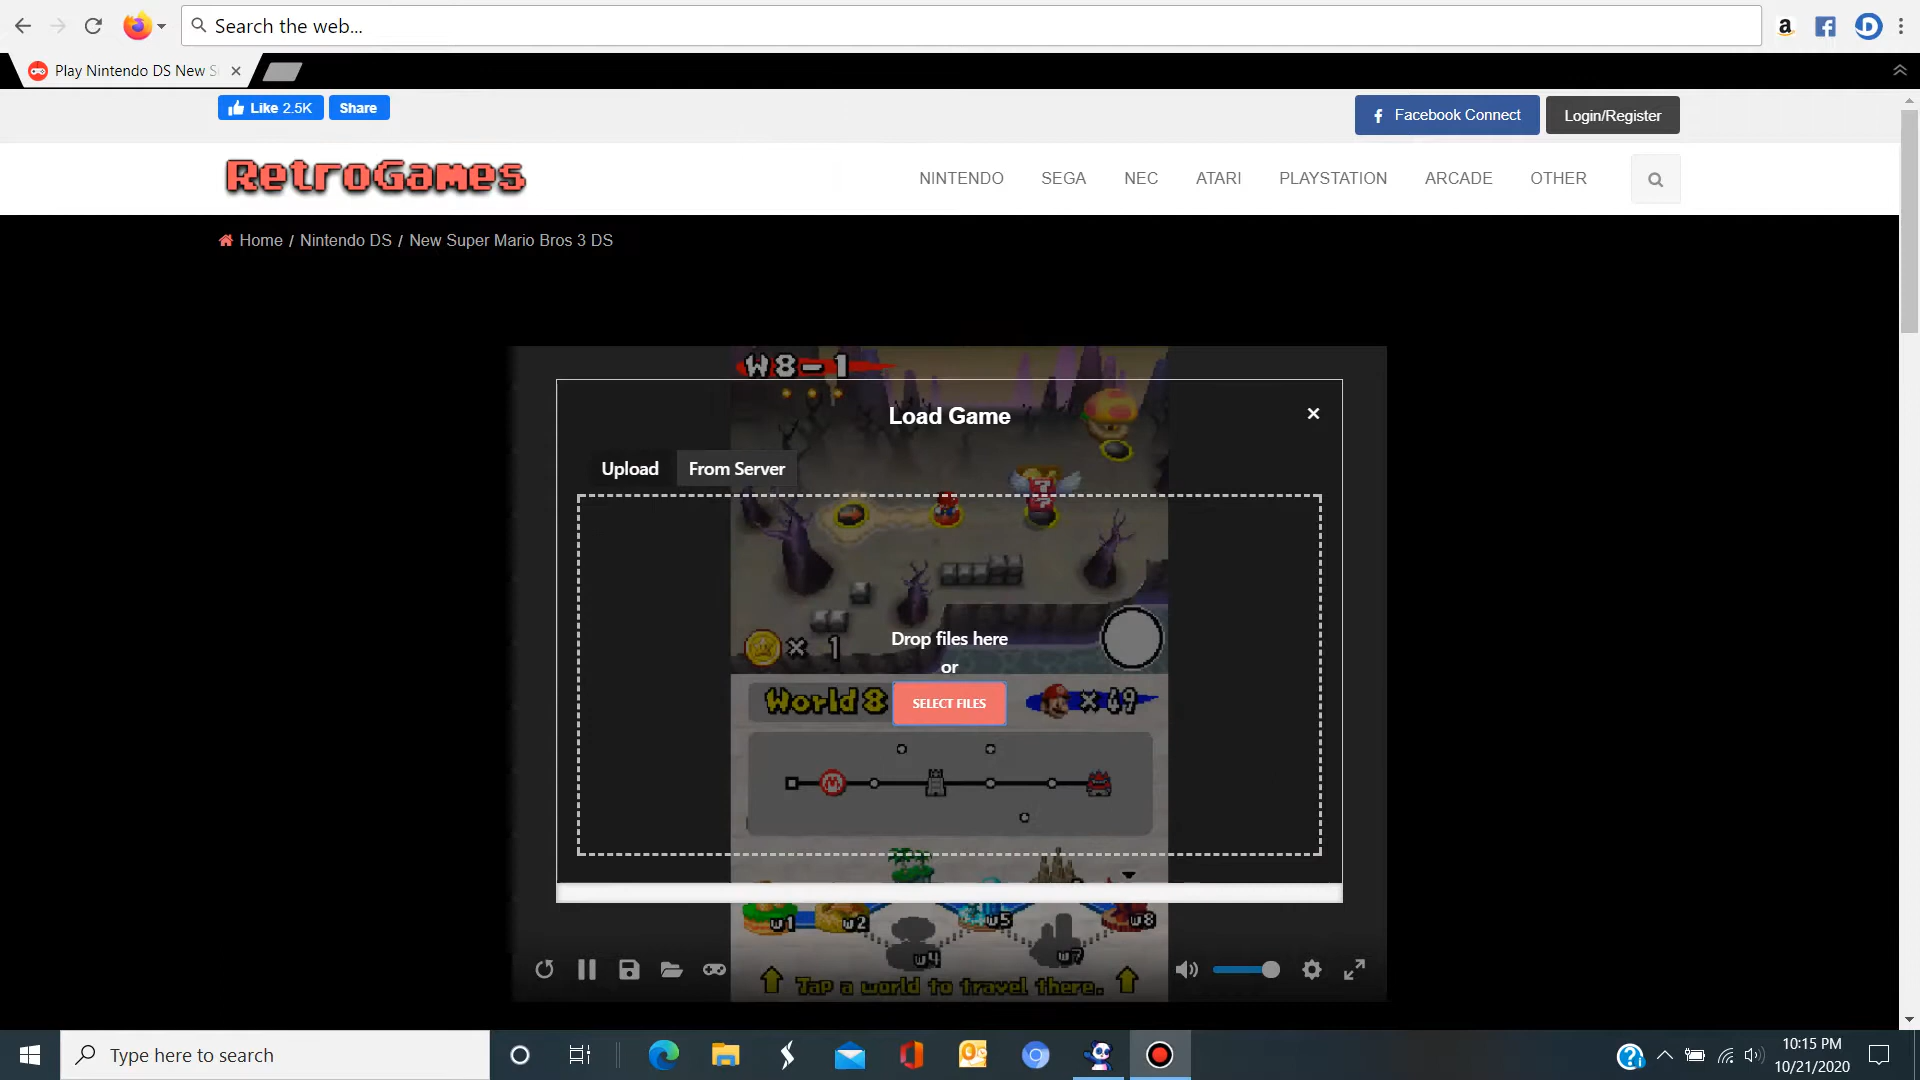 Search the web...
Play Nintendo DS New S
Like 2.5K
Share
Facebook Connect
Login/Register
RetroGames
NINTENDO
SEGA
NEC
ATARI
PLAYSTATION
ARCADE
OTHER
Home / Nintendo DS / New Super Mario Bros 3 DS
W8-1
Load Game
Upload
From Server
× 1
Drop files here
or
World 8
SELECT FILES
× 49
w1
w2
w4
w5
w7
w8
Tap a world to travel there.
Type here to search
10:15 PM
10/21/2020